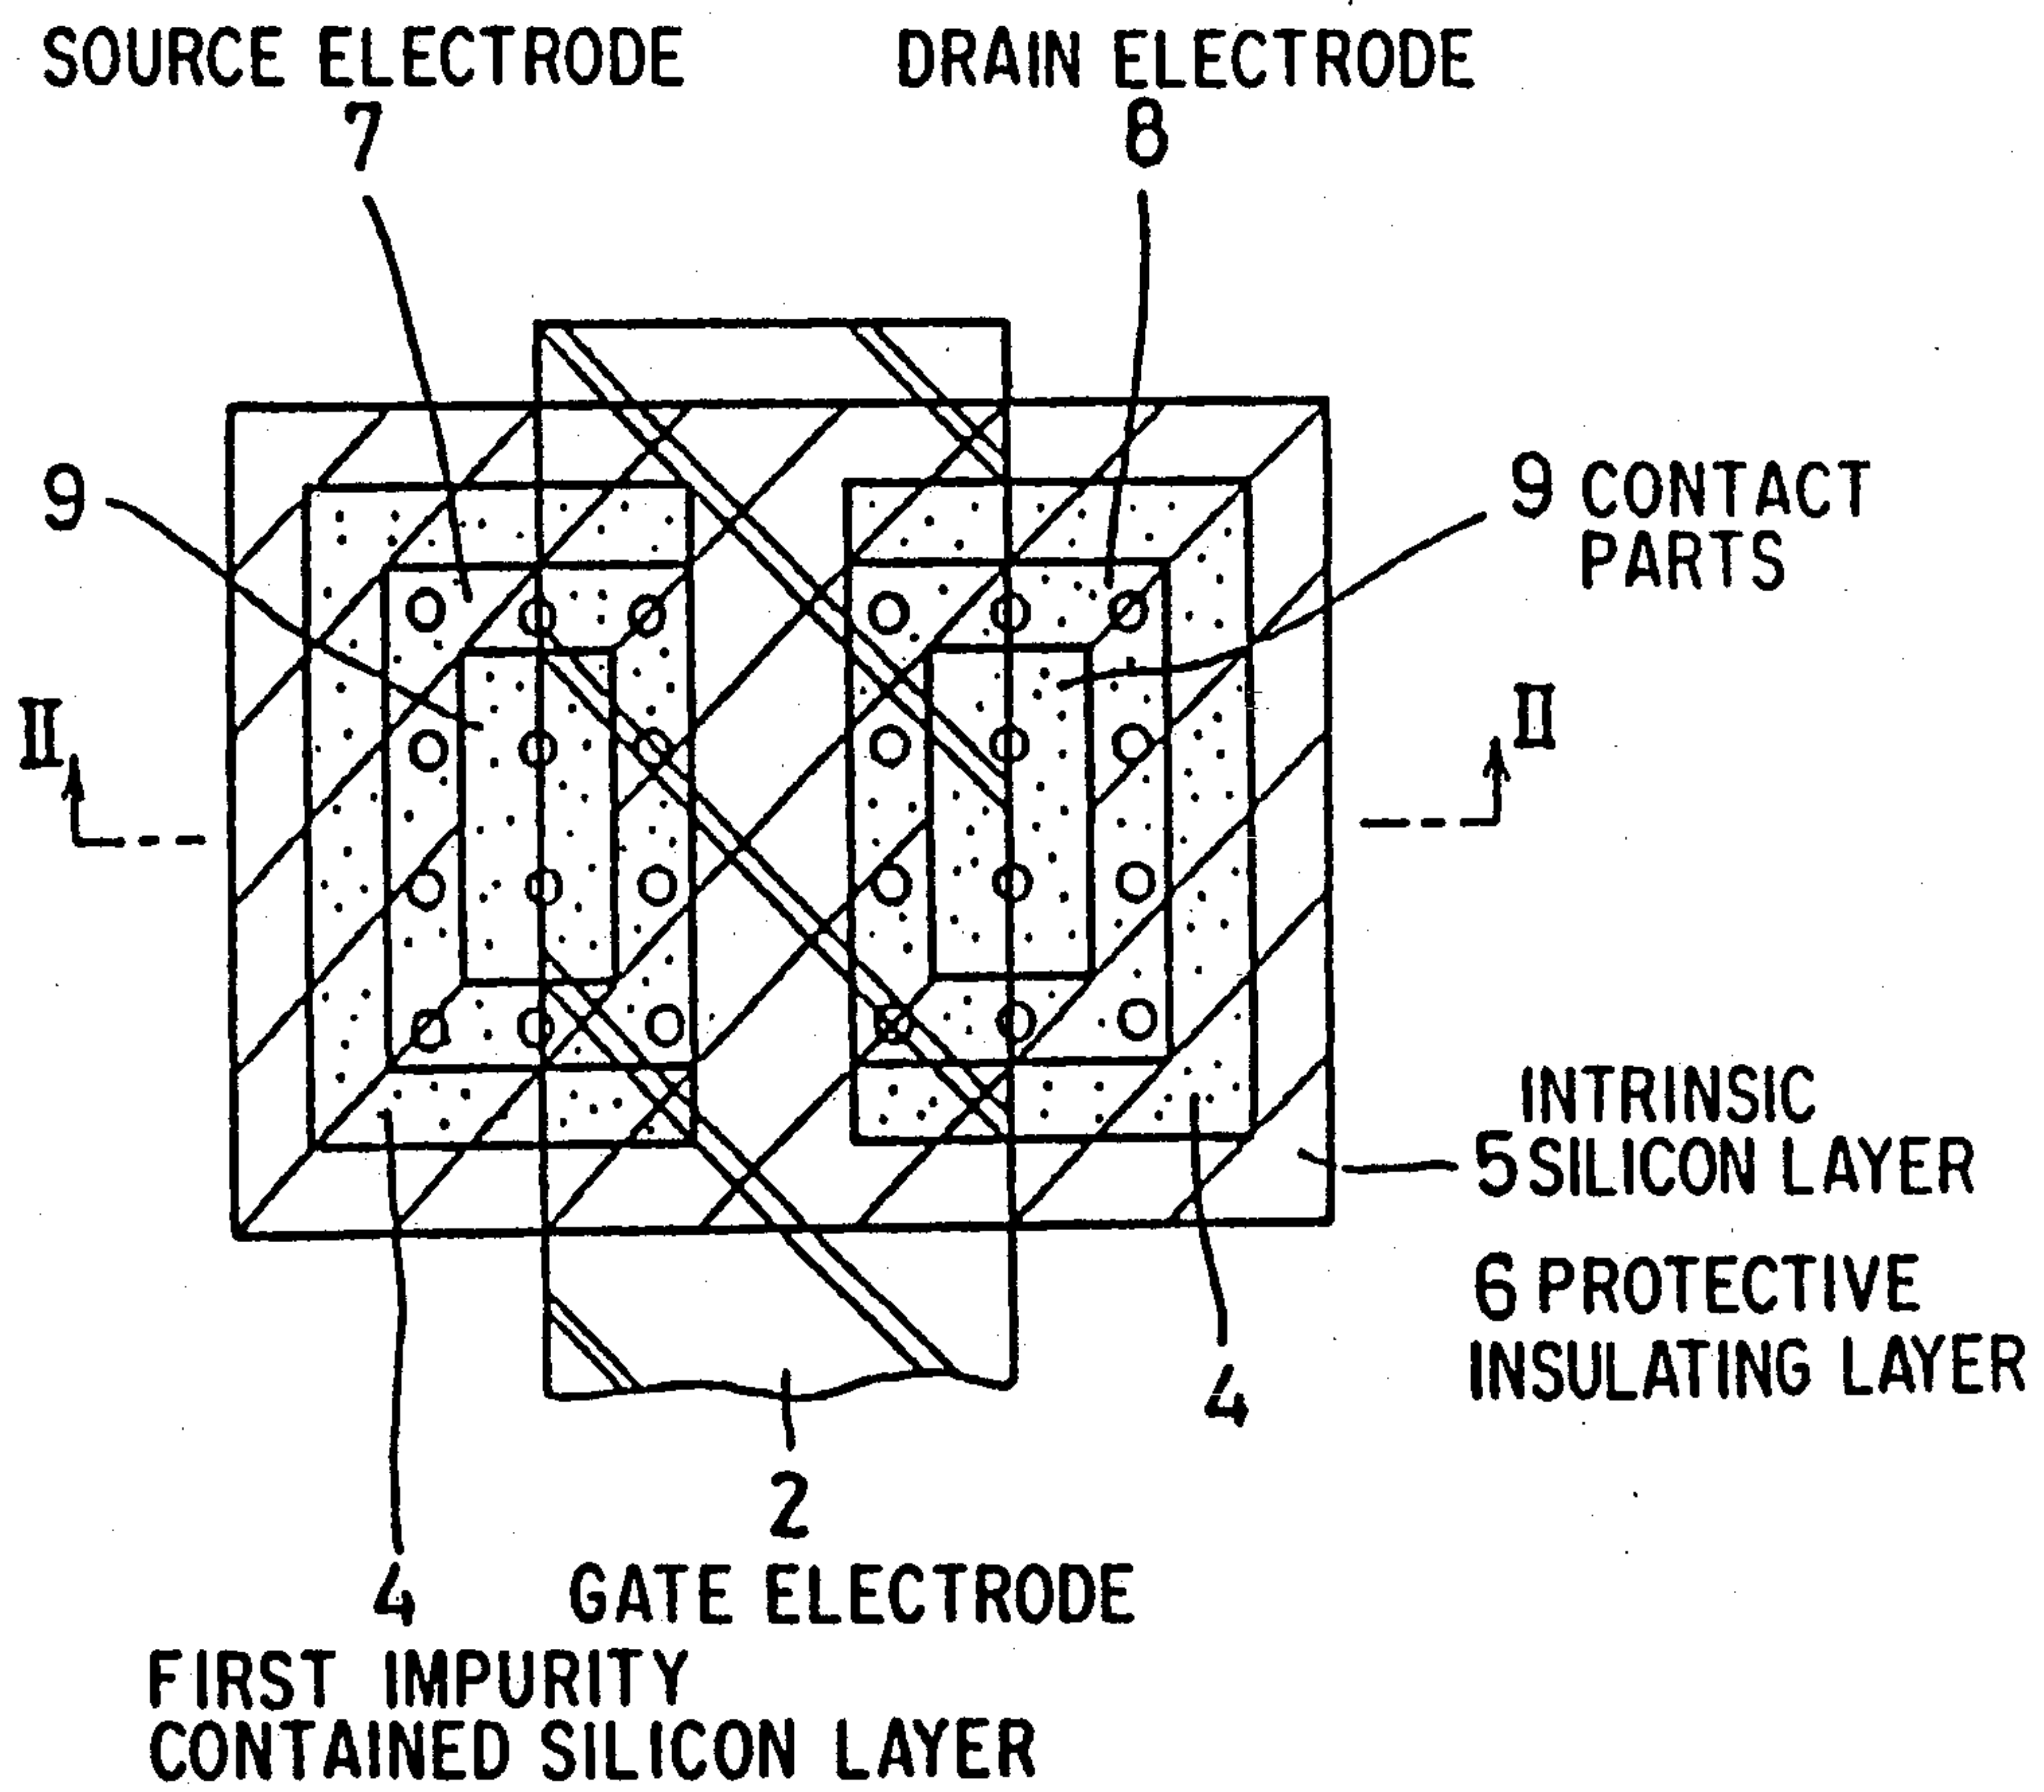 SOURCE ELECTRODE
7
DRAIN ELECTRODE
8
9
9 CONTACT
PARTS
II
II
INTRINSIC
5 SILICON LAYER
6 PROTECTIVE
INSULATING LAYER
4
2
GATE ELECTRODE
4
FIRST IMPURITY
CONTAINED SILICON LAYER